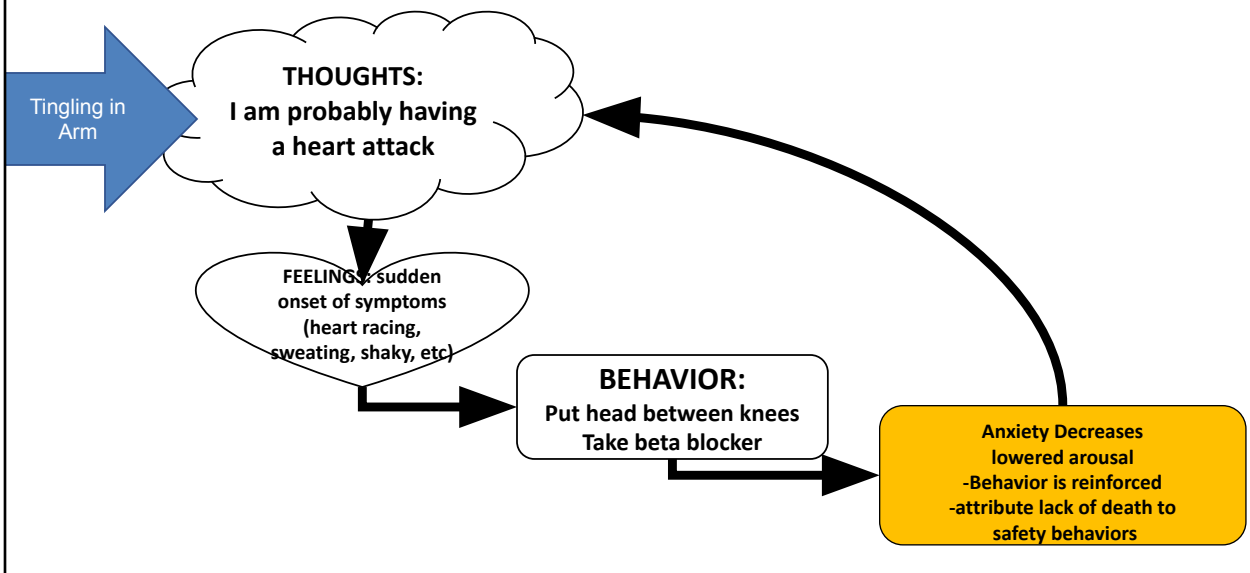 Tingling in
Arm
THOUGHTS:
I am probably having
a heart attack
FEELINGS: sudden
onset of symptoms
(heart racing,
sweating, shaky, etc)
BEHAVIOR:
Put head between knees
Take beta blocker
Anxiety Decreases
lowered arousal
-Behavior is reinforced
-attribute lack of death to
safety behaviors